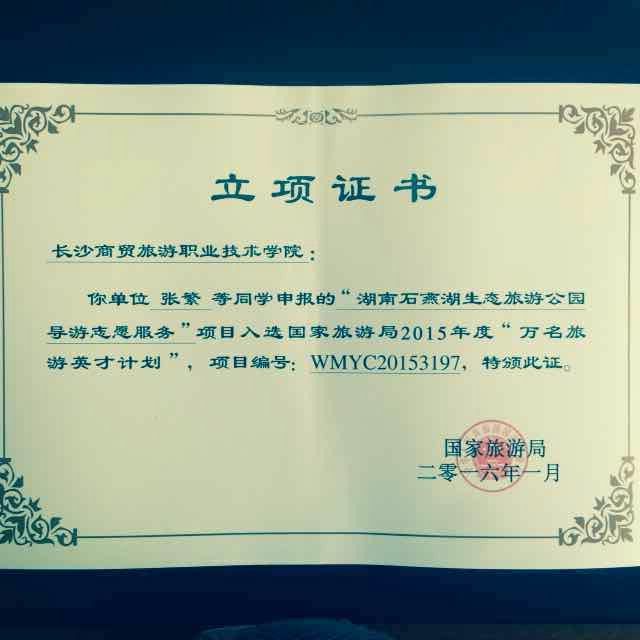 立项证书
长沙商贸旅游职业技术学院：
你单位 张繁 等同学申报的“湖南石燕湖生态旅游公园
导游志愿服务”项目入选国家旅游局2015年度“万名旅
游英才计划”，项目编号：WMYC20153197，特颁此证。
国家旅游局
二零一六年一月